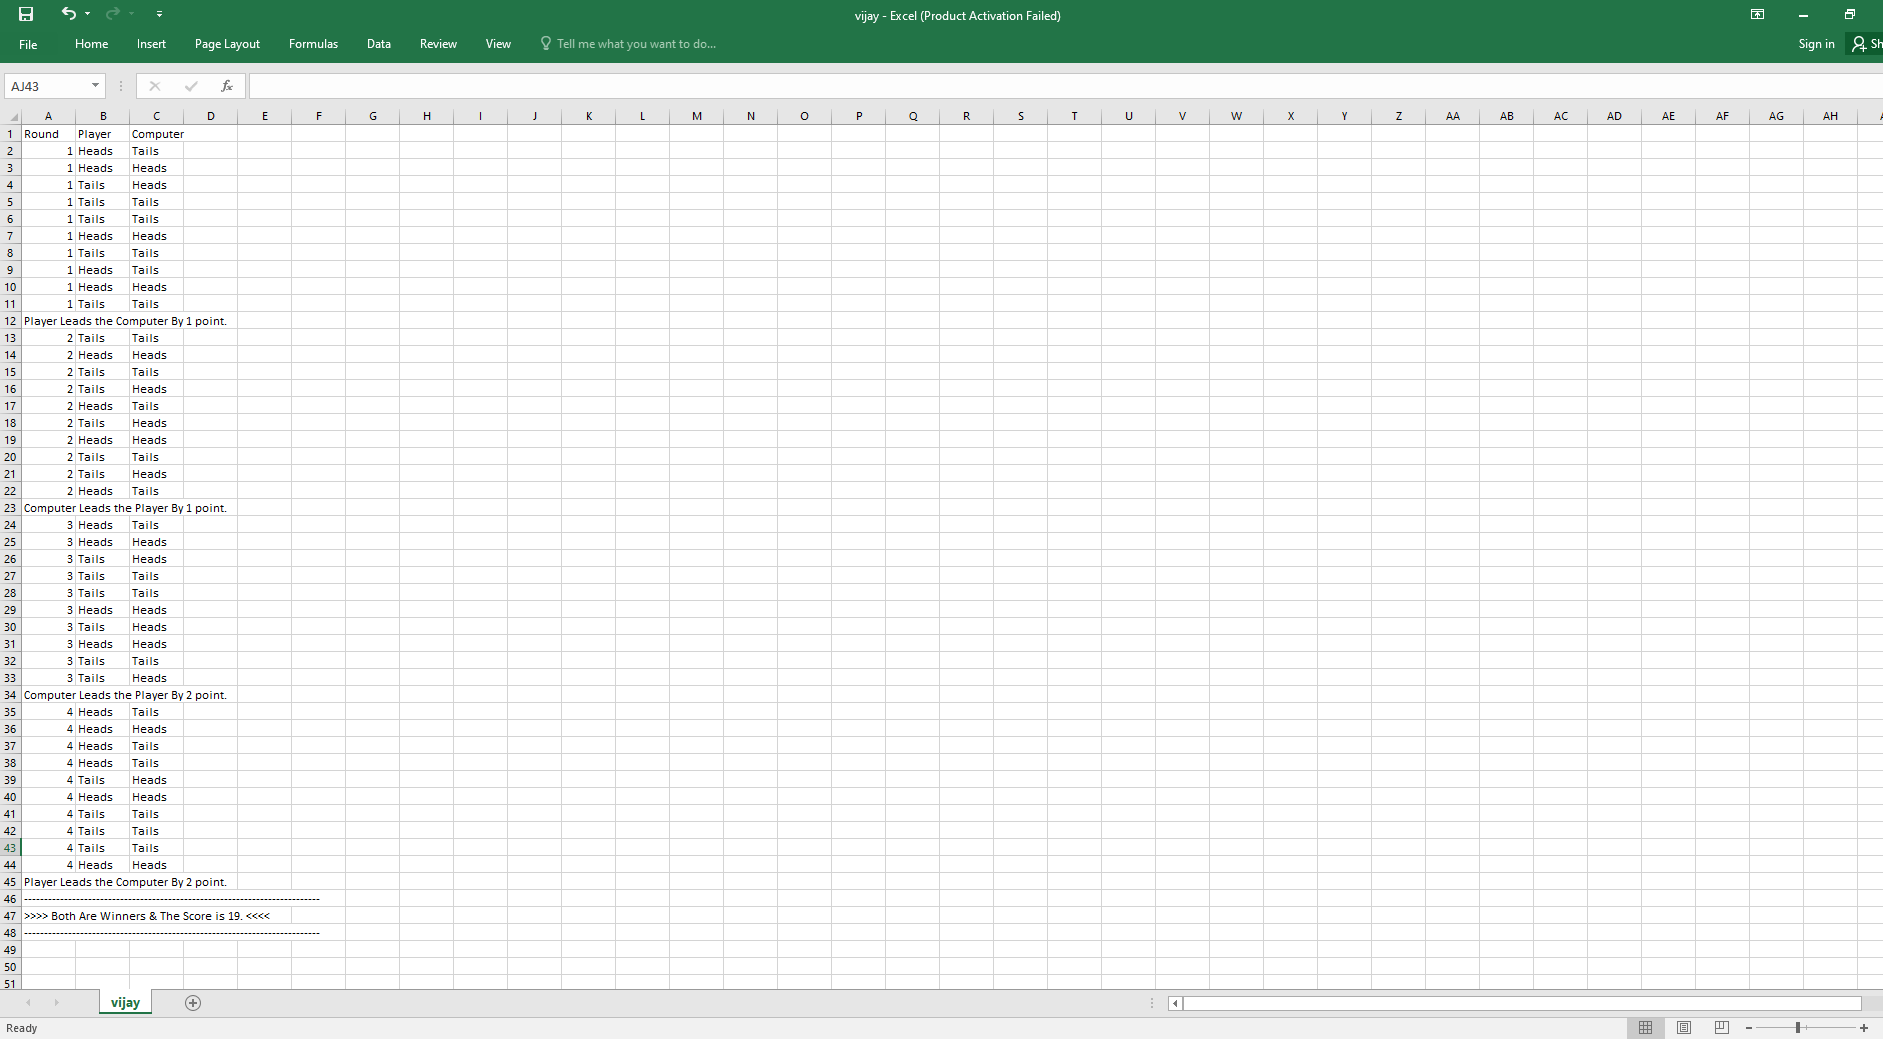 vijay - Excel (Product Activation Failed)
File Home Insert Page Layout Formulas Data Review View Tell me what you want to do... Sign in Sh
AJ43 fx
A B C D E F G H I J K L M N O P Q R S T U V W X Y Z AA AB AC AD AE AF AG AH
1 Round Player Computer
2 1 Heads Tails
3 1 Heads Heads
4 1 Tails Heads
5 1 Tails Tails
6 1 Tails Tails
7 1 Heads Heads
8 1 Tails Tails
9 1 Heads Tails
10 1 Heads Heads
11 1 Tails Tails
12 Player Leads the Computer By 1 point.
13 2 Tails Tails
14 2 Heads Heads
15 2 Tails Tails
16 2 Tails Heads
17 2 Heads Tails
18 2 Tails Heads
19 2 Heads Heads
20 2 Tails Tails
21 2 Tails Heads
22 2 Heads Tails
23 Computer Leads the Player By 1 point.
24 3 Heads Tails
25 3 Heads Heads
26 3 Tails Heads
27 3 Tails Tails
28 3 Tails Tails
29 3 Heads Heads
30 3 Tails Heads
31 3 Heads Heads
32 3 Tails Tails
33 3 Tails Heads
34 Computer Leads the Player By 2 point.
35 4 Heads Tails
36 4 Heads Heads
37 4 Heads Tails
38 4 Heads Tails
39 4 Tails Heads
40 4 Heads Heads
41 4 Tails Tails
42 4 Tails Tails
43 4 Tails Tails
44 4 Heads Heads
45 Player Leads the Computer By 2 point.
46 --------------------------------------------------------------------------
47 >>>> Both Are Winners & The Score is 19. <<<<
48 --------------------------------------------------------------------------
49
50
51
vijay
Ready